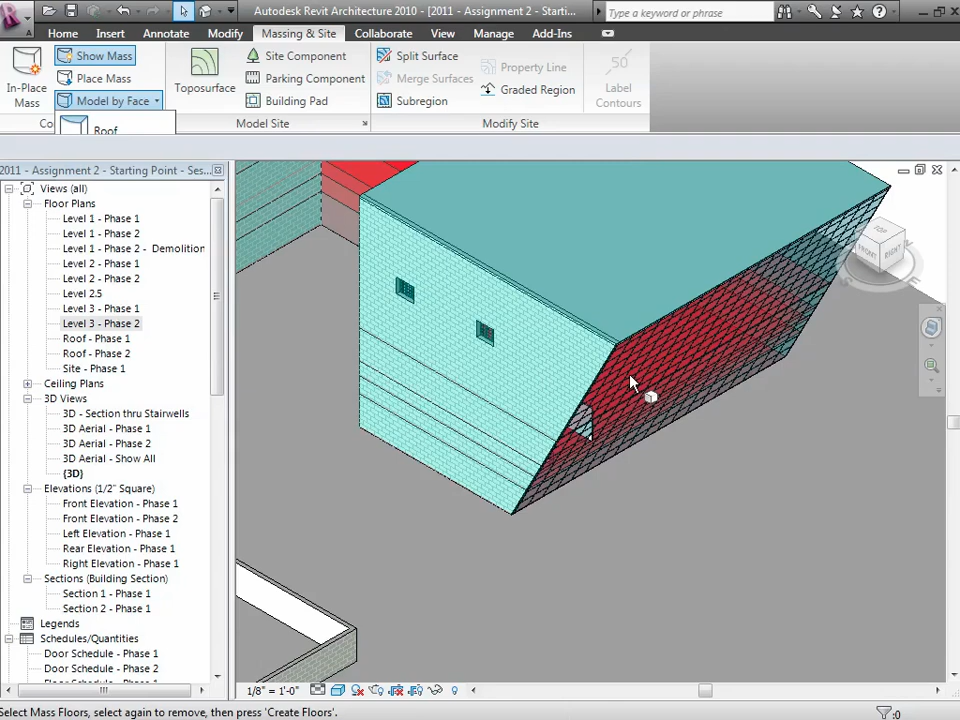 Autodesk Revit Architecture 2010 - [2011 - Assignment 2 - Starti...
Type a keyword or phrase
Home Insert Annotate Modify Massing & Site Collaborate View Manage Add-Ins
In-Place Mass
Show Mass
Place Mass
Model by Face
Roof
Toposurface
Site Component
Parking Component
Building Pad
Model Site
Split Surface
Merge Surfaces
Subregion
Property Line
Graded Region
50
Label Contours
Modify Site
2011 - Assignment 2 - Starting Point - Ses...
Views (all)
Floor Plans
Level 1 - Phase 1
Level 1 - Phase 2
Level 1 - Phase 2 - Demolition
Level 2 - Phase 1
Level 2 - Phase 2
Level 2.5
Level 3 - Phase 1
Level 3 - Phase 2
Roof - Phase 1
Roof - Phase 2
Site - Phase 1
Ceiling Plans
3D Views
3D - Section thru Stairwells
3D Aerial - Phase 1
3D Aerial - Phase 2
3D Aerial - Show All
{3D}
Elevations (1/2" Square)
Front Elevation - Phase 1
Front Elevation - Phase 2
Left Elevation - Phase 1
Rear Elevation - Phase 1
Right Elevation - Phase 1
Sections (Building Section)
Section 1 - Phase 1
Section 2 - Phase 1
Legends
Schedules/Quantities
Door Schedule - Phase 1
Door Schedule - Phase 2
TOP
FRONT
RIGHT
1/8" = 1'-0"
Select Mass Floors, select again to remove, then press 'Create Floors'.
:0